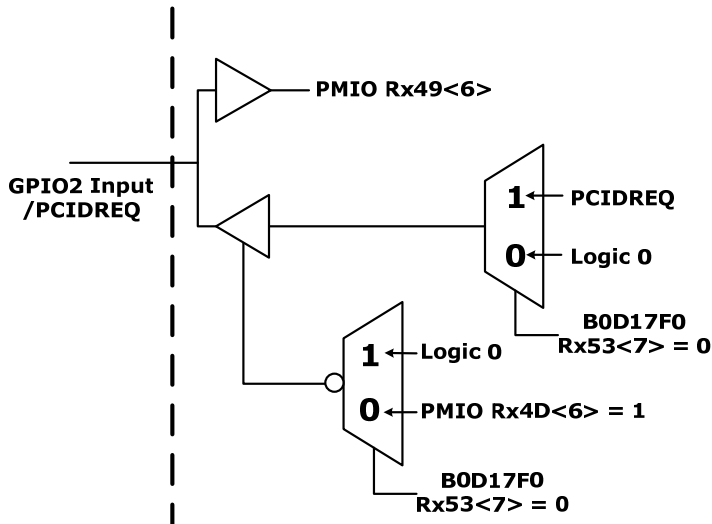 PMIO Rx49<6>
GPIO2 Input
/PCIDREQ
1
PCIDREQ
0
Logic 0
B0D17F0
Rx53<7> = 0
1
Logic 0
0
PMIO Rx4D<6> = 1
B0D17F0
Rx53<7> = 0